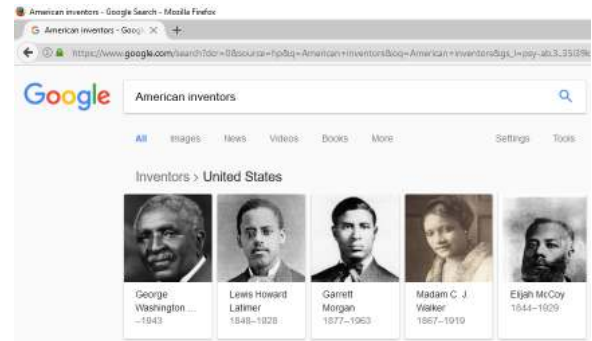 American inventors - Google Search - Mozilla Firefox
G American inventors - Goog
Google
American inventors
All Images News Videos Books More Settings Tools
Inventors > United States
George Washington ...
–1943
Lewis Howard Latimer
1848–1928
Garrett Morgan
1877–1963
Madam C. J. Walker
1867–1919
Elijah McCoy
1844–1929